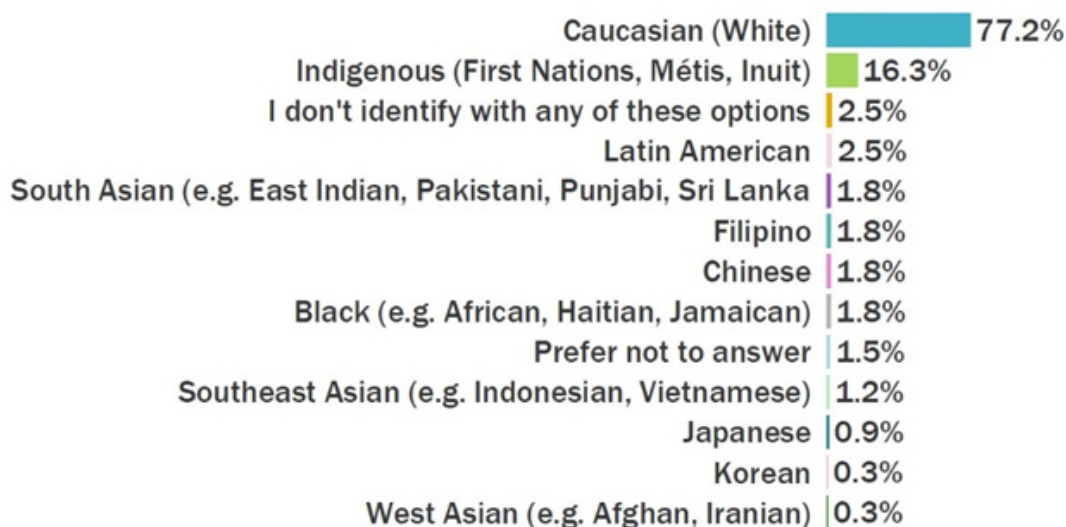 Caucasian (White) 77.2%
Indigenous (First Nations, Métis, Inuit) 16.3%
I don't identify with any of these options 2.5%
Latin American 2.5%
South Asian (e.g. East Indian, Pakistani, Punjabi, Sri Lanka 1.8%
Filipino 1.8%
Chinese 1.8%
Black (e.g. African, Haitian, Jamaican) 1.8%
Prefer not to answer 1.5%
Southeast Asian (e.g. Indonesian, Vietnamese) 1.2%
Japanese 0.9%
Korean 0.3%
West Asian (e.g. Afghan, Iranian) 0.3%